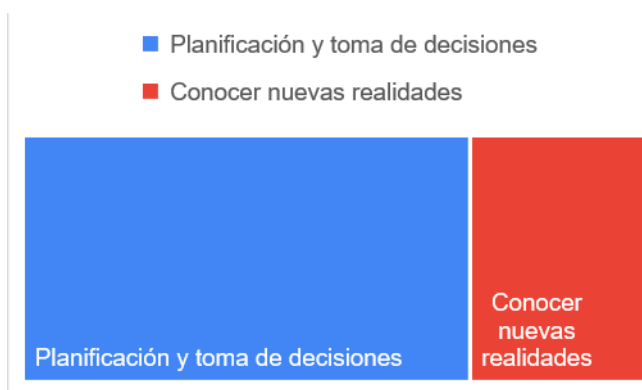 Planificación y toma de decisiones
Conocer nuevas realidades
Planificación y toma de decisiones
Conocer
nuevas
realidades